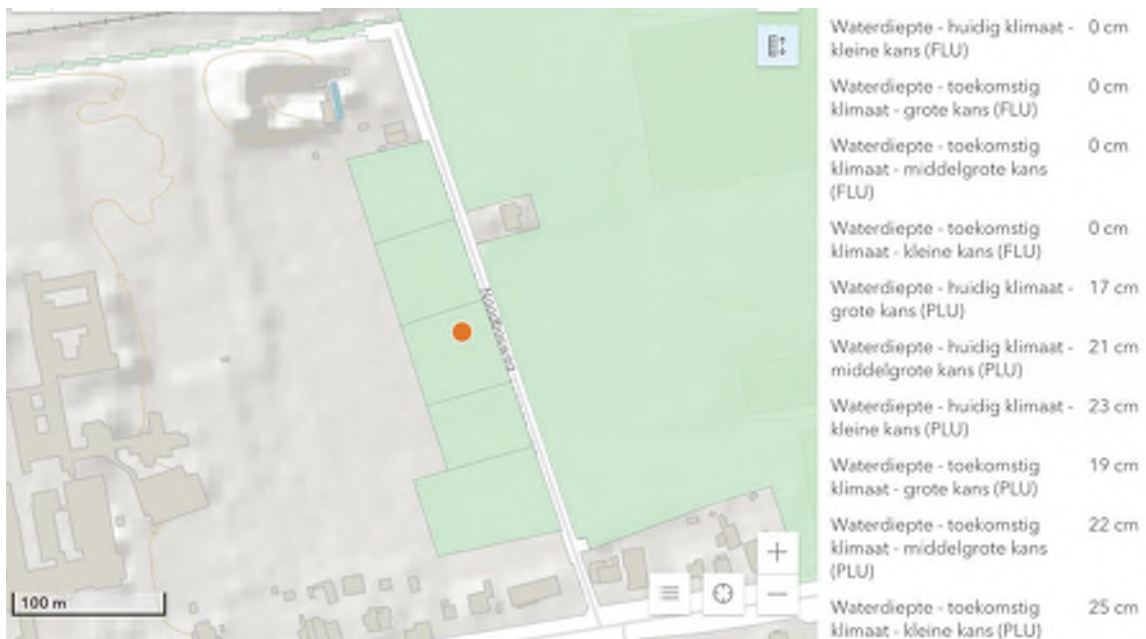 Waterdiepte - huidig klimaat - 0 cm
kleine kans (FLU)
Waterdiepte - toekomstig 0 cm
klimaat - grote kans (FLU)
Waterdiepte - toekomstig 0 cm
klimaat - middelgrote kans
(FLU)
Waterdiepte - toekomstig 0 cm
klimaat - kleine kans (FLU)
Waterdiepte - huidig klimaat - 17 cm
grote kans (PLU)
Waterdiepte - huidig klimaat - 21 cm
middelgrote kans (PLU)
Waterdiepte - huidig klimaat - 23 cm
kleine kans (PLU)
Waterdiepte - toekomstig 19 cm
klimaat - grote kans (PLU)
Waterdiepte - toekomstig 22 cm
klimaat - middelgrote kans
(PLU)
Waterdiepte - toekomstig 25 cm
klimaat - kleine kans (PLU)
100 m